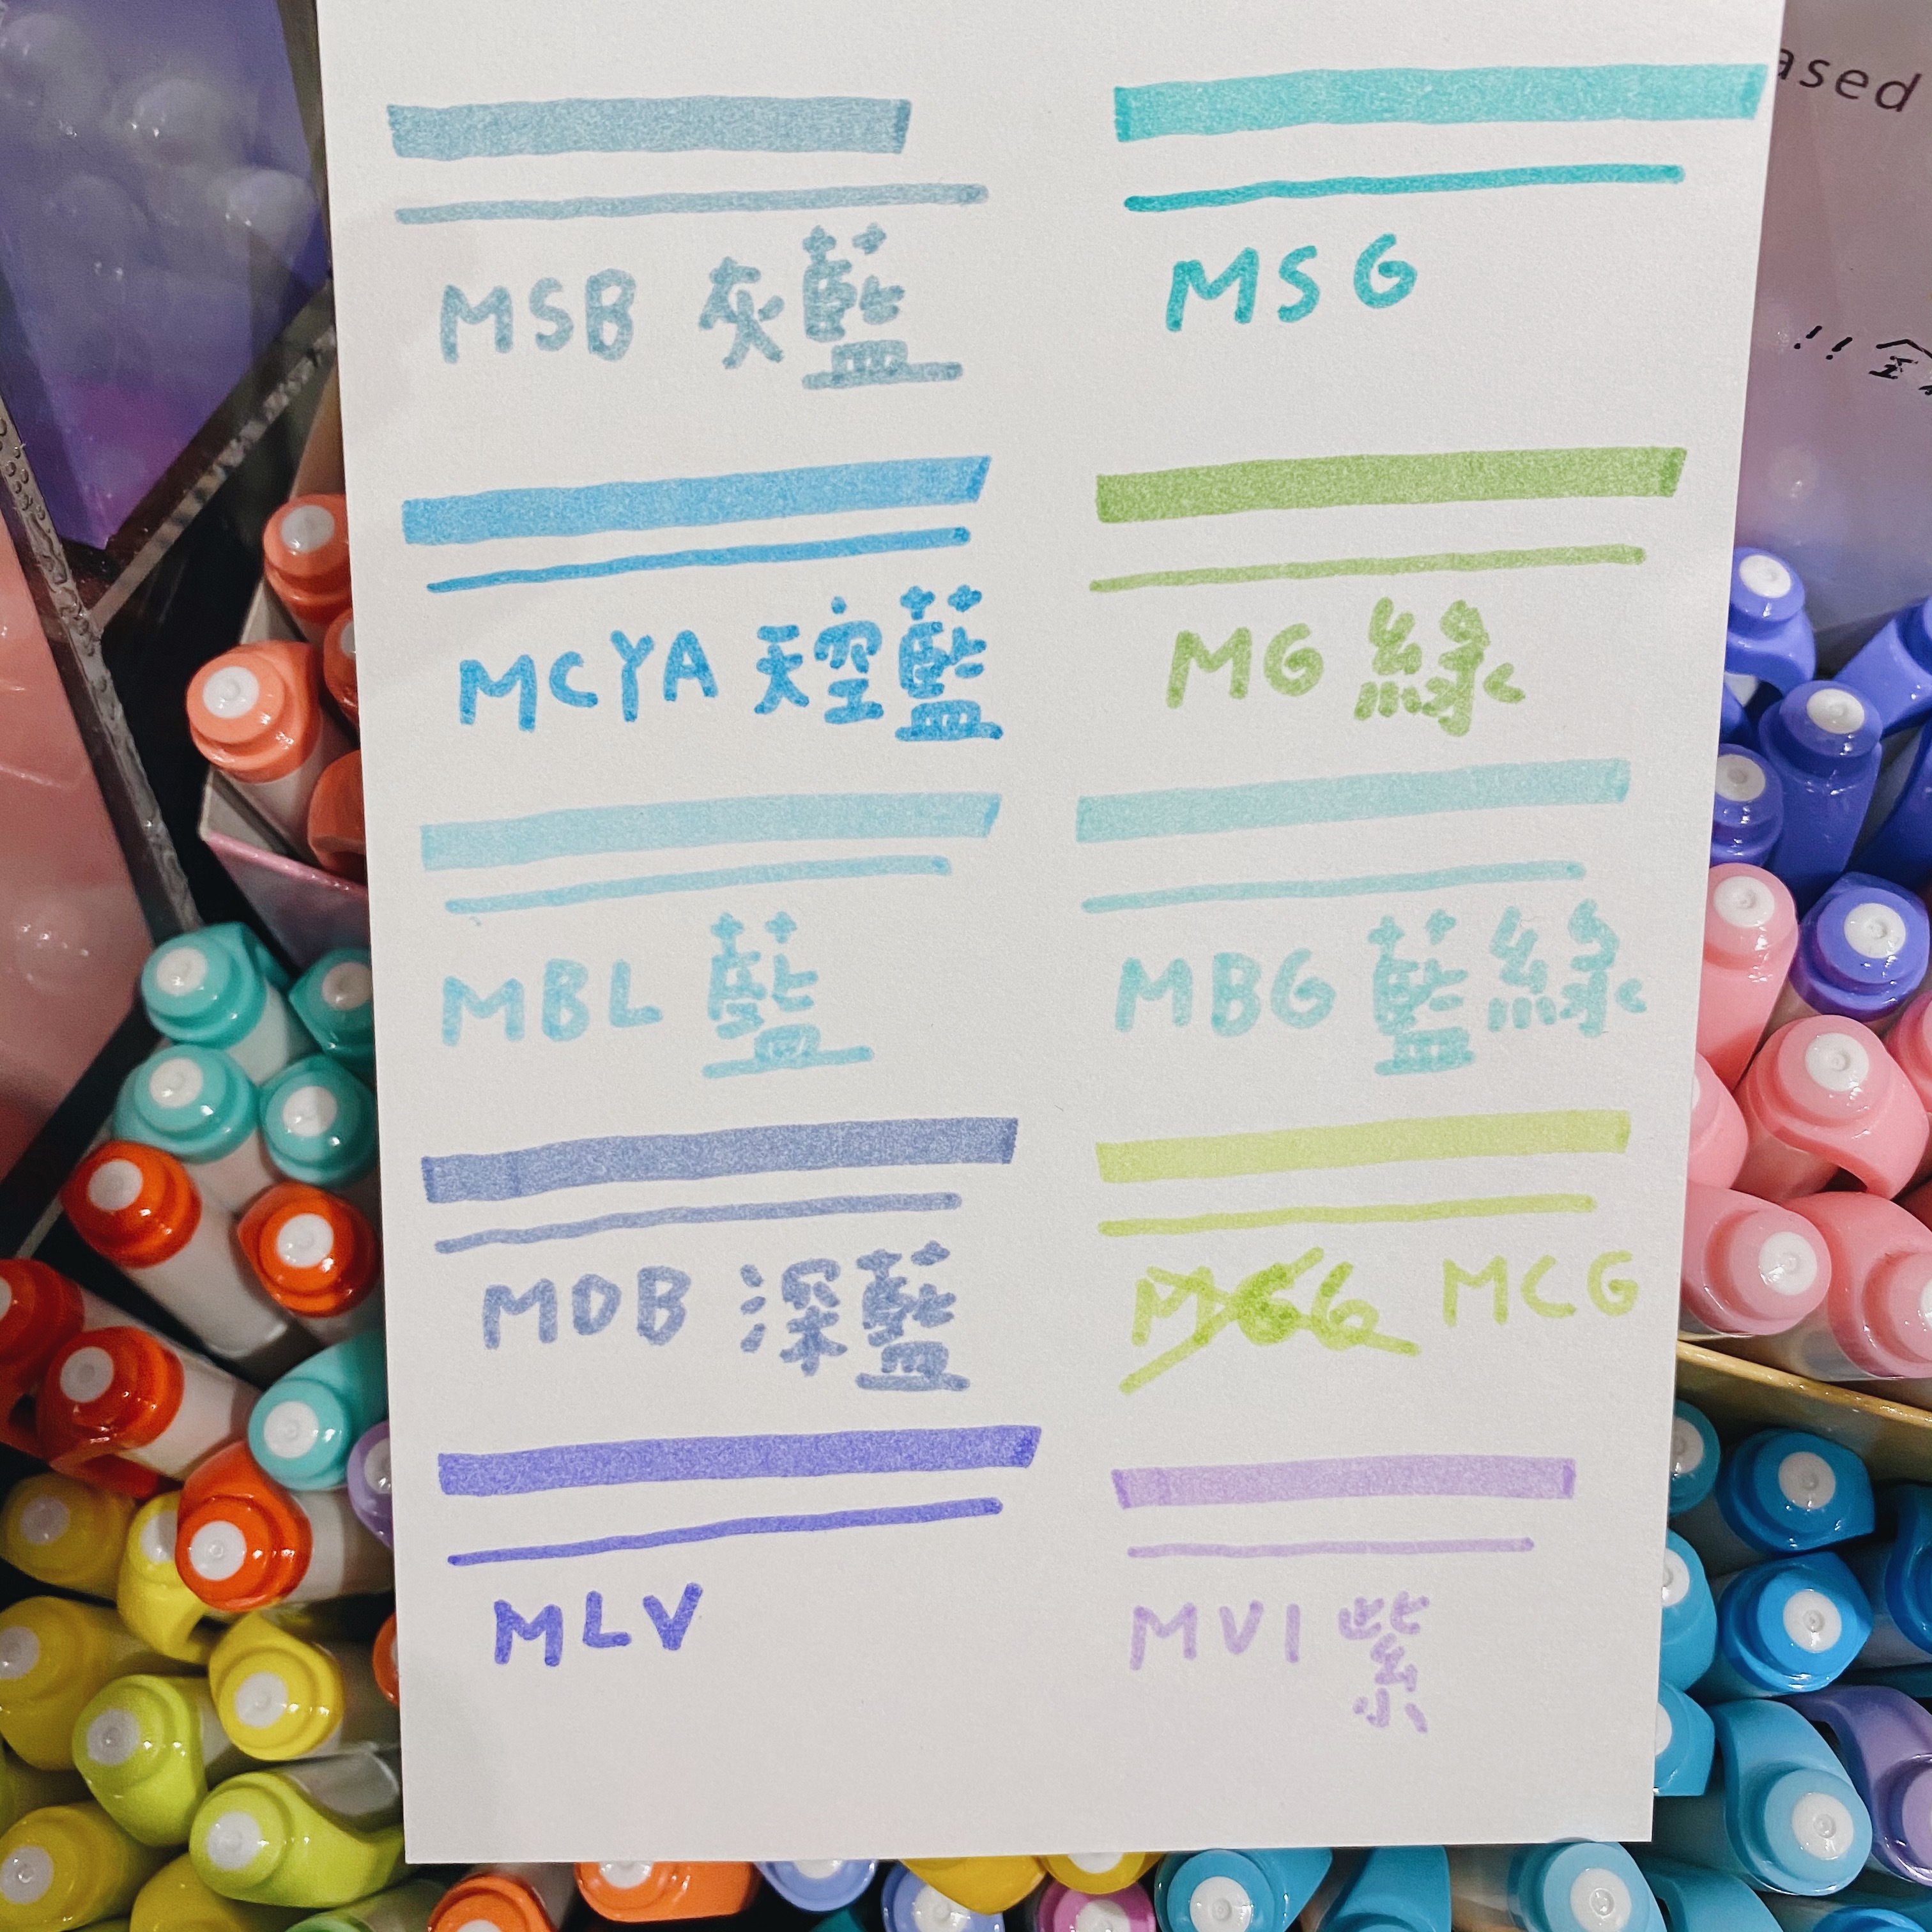 ased
!! 全
MSB 灰藍
MSG
MCYA 天空藍
MG 綠
MBL 藍
MBG 藍綠
MDB 深藍
MGG MCG
MLV
MVI 紫